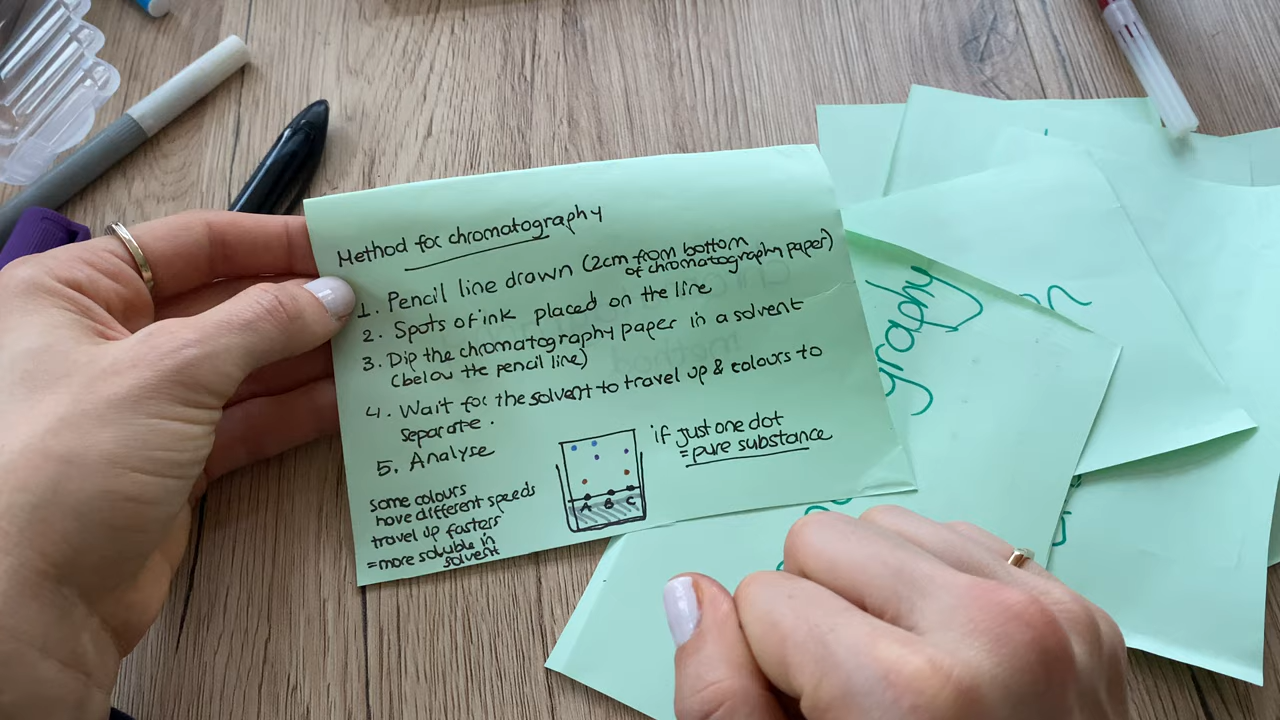 Method for chromatography
1. Pencil line drawn (2cm from bottom
of chromatography paper)
2. Spots of ink placed on the line
3. Dip the chromatography paper in a solvent
(below the pencil line)
4. Wait for the solvent to travel up & colours to
separate.
5. Analyse
some colours
have different speeds
travel up fasters
=more soluble in
solvent
A B C
if just one dot
= pure substance